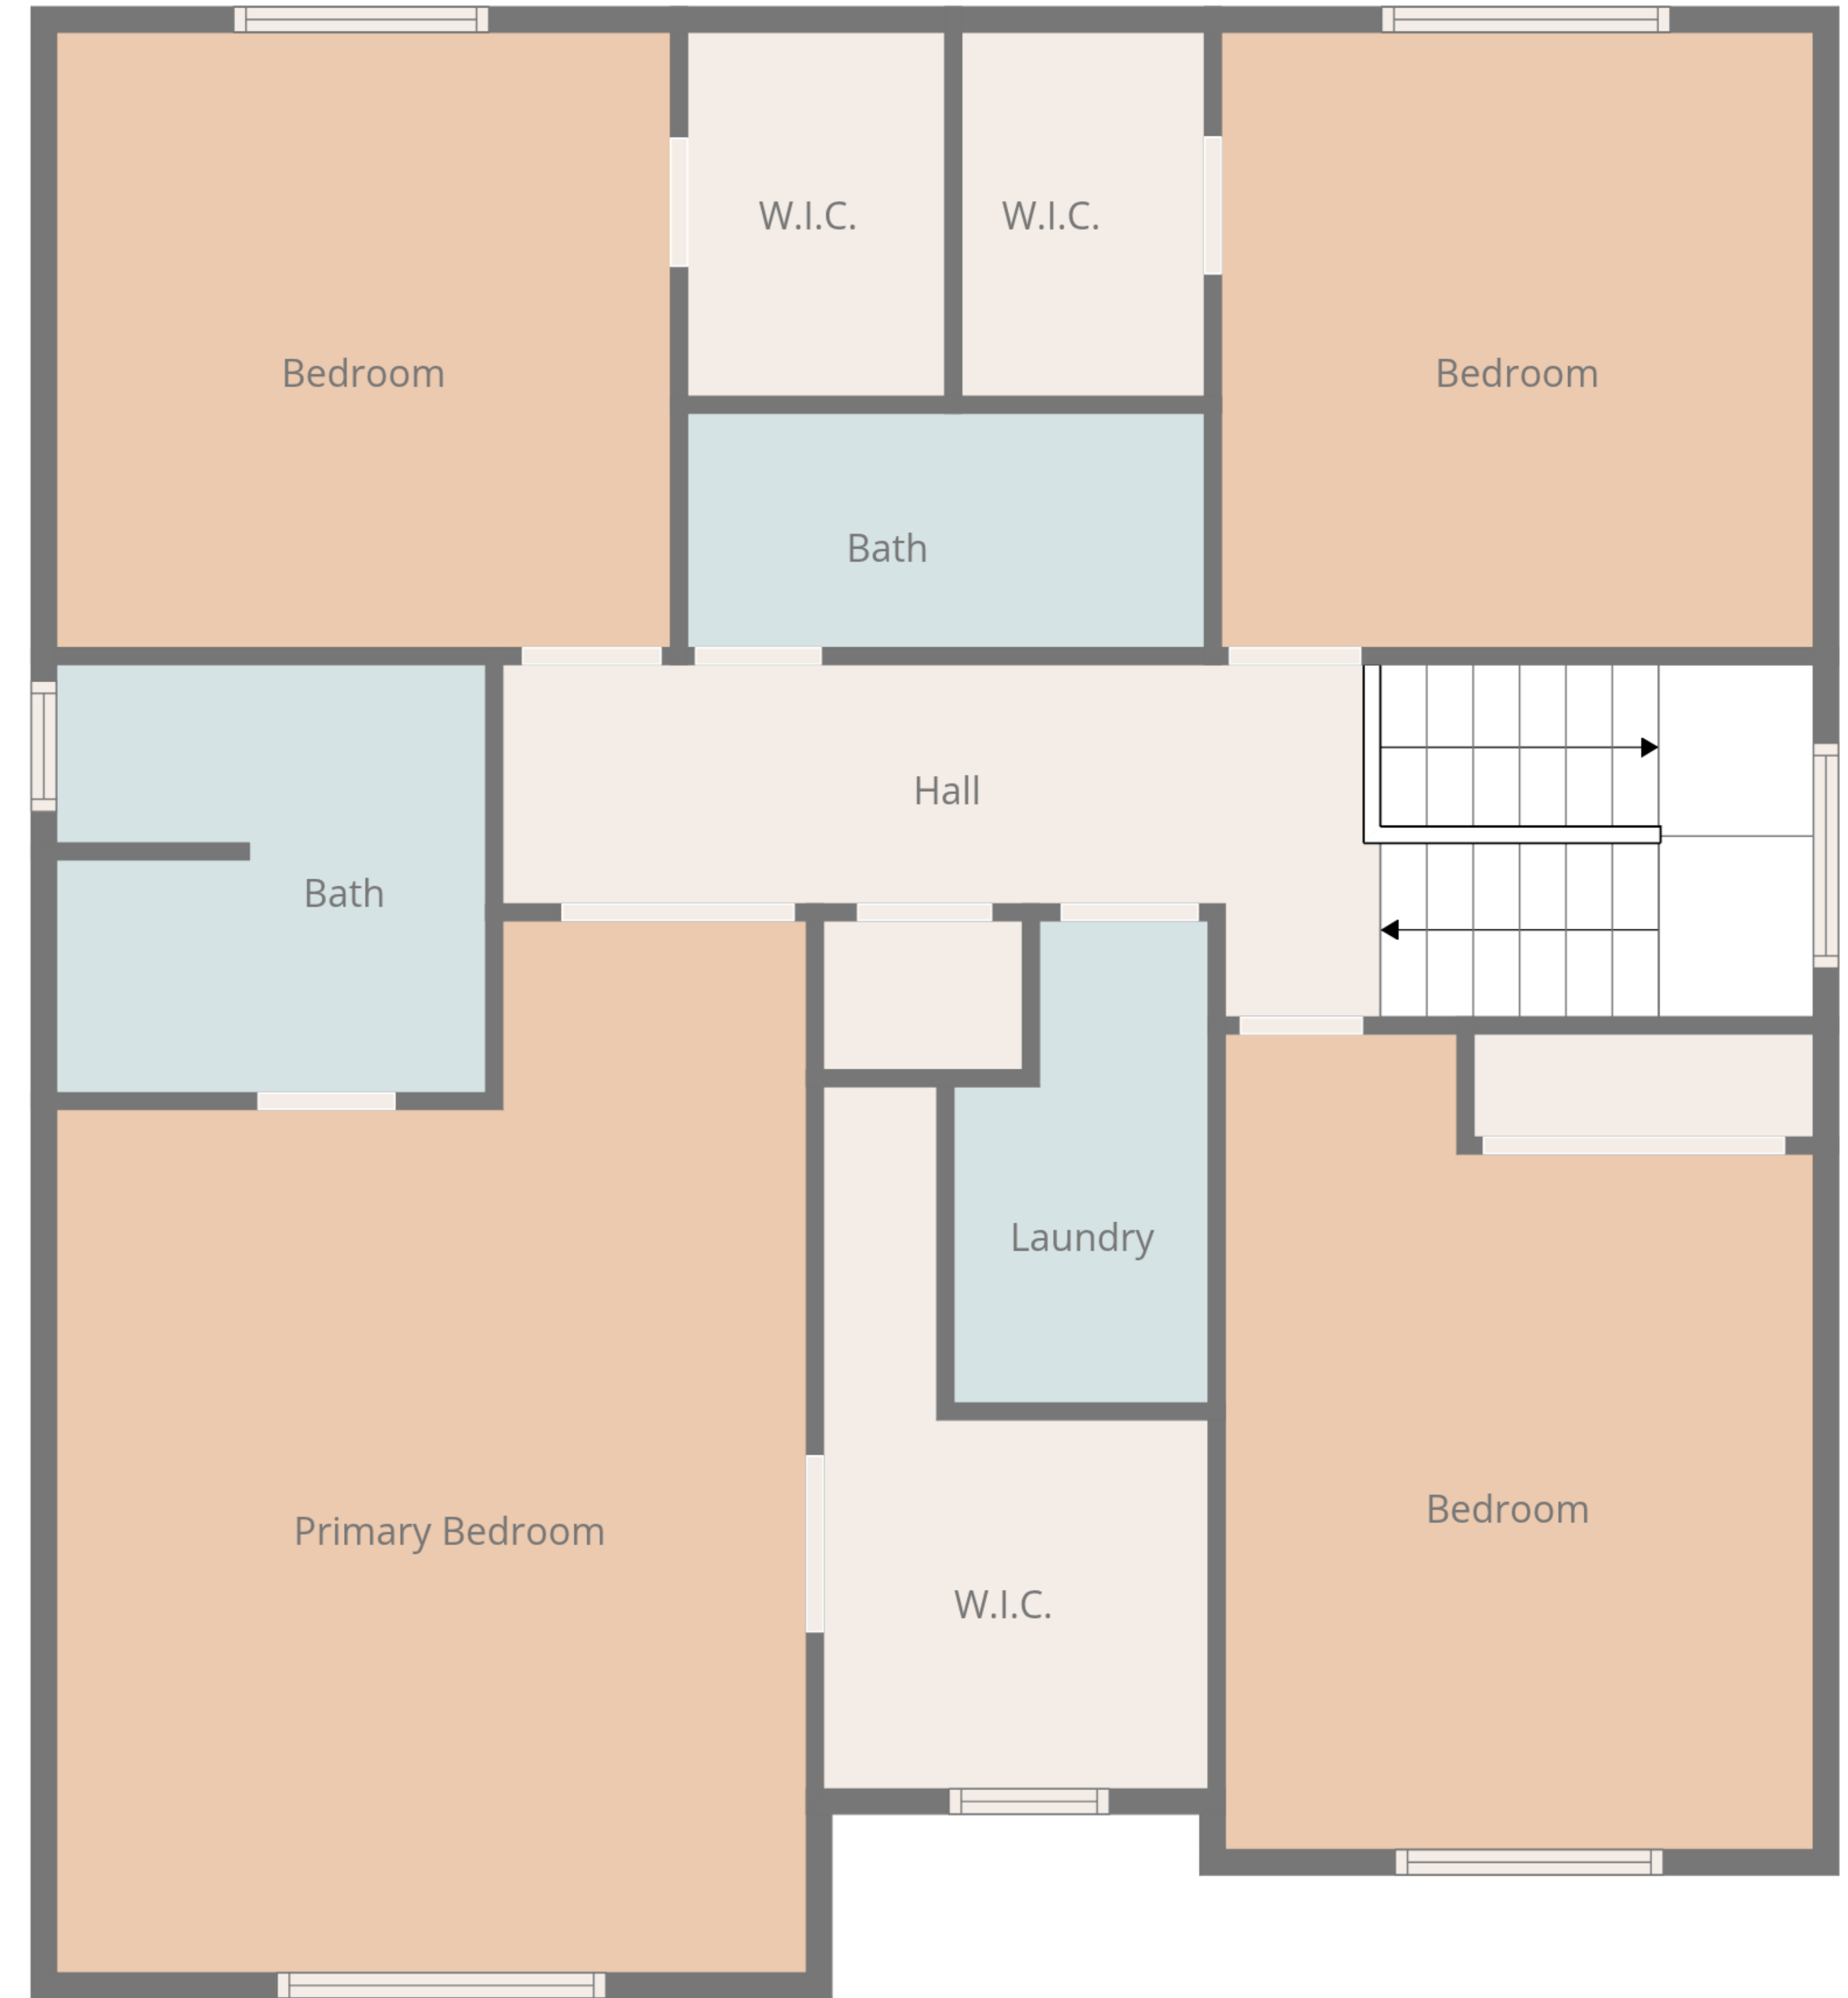 W.I.C.
W.I.C.
Bedroom
Bedroom
Bath
Hall
Bath
Laundry
Bedroom
Primary Bedroom
W.I.C.